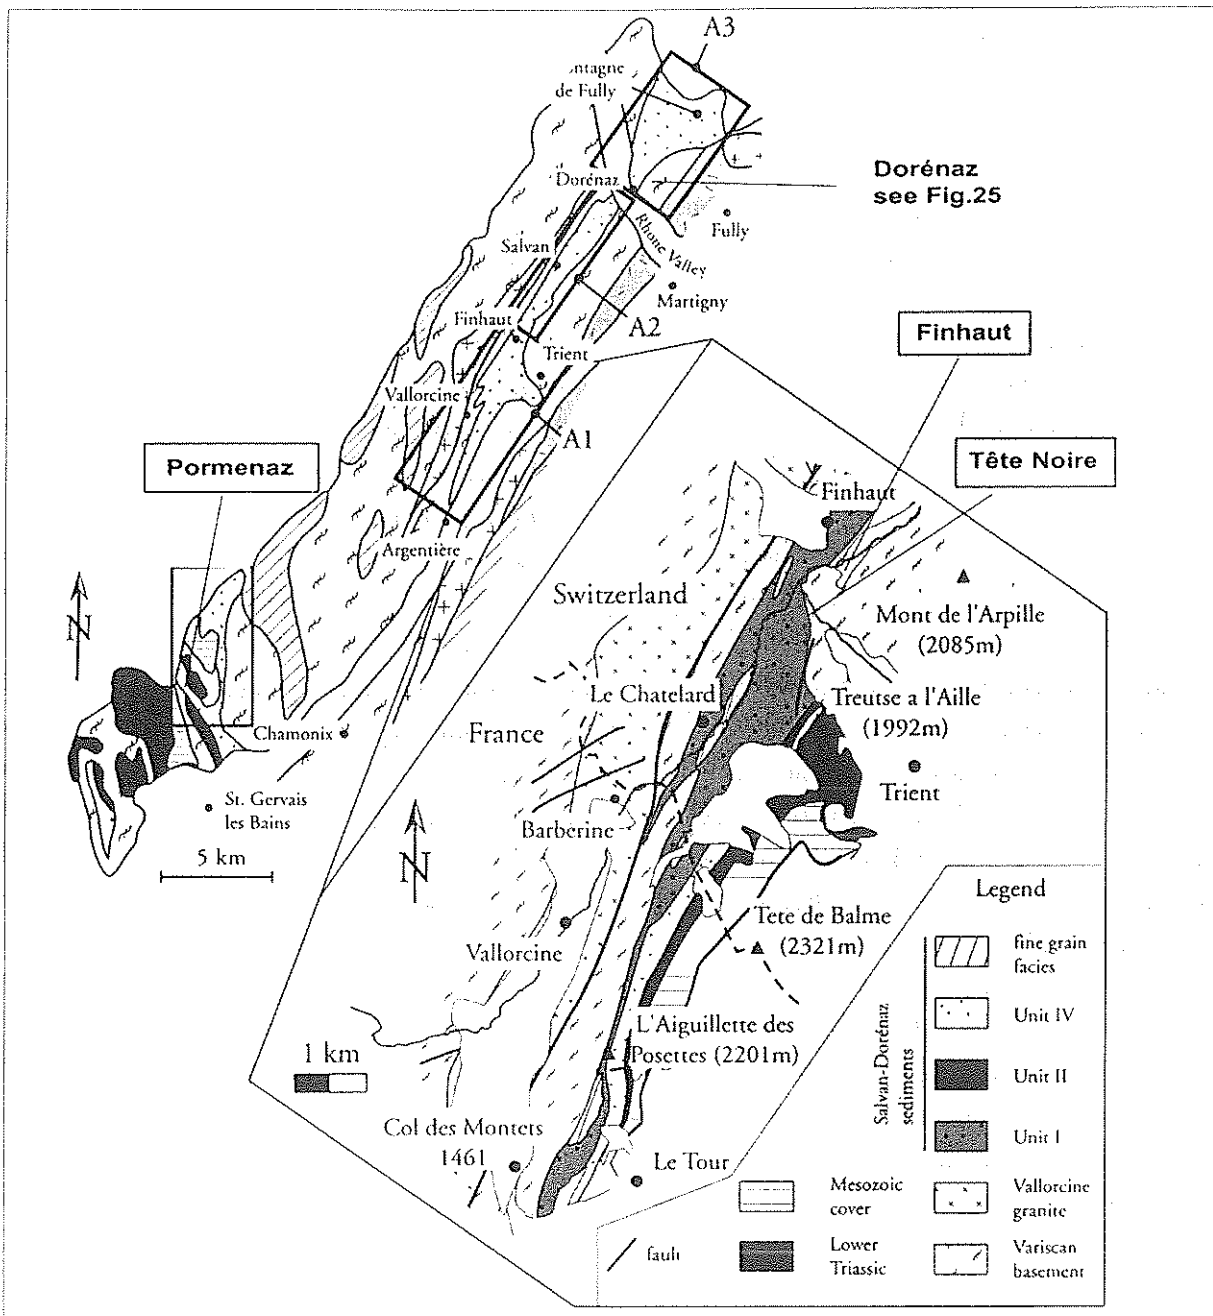 A3
ntagne
de Fully
Dorénaz
see Fig.25
Dorénaz
Fully
Rhone Valley
Salvan
Martigny
A2
Finhaut
Trient
Vallorcine
A1
Finhaut
Tête Noire
Pormenaz
Argentière
N
Chamonix
St. Gervais
les Bains
5 km
Finhaut
Switzerland
Mont de l'Arpille
(2085m)
Le Chatelard
Treutse a l'Aille
(1992m)
France
Trient
Barberine
N
Tete de Balme
(2321m)
Vallorcine
L'Aiguillette des
Posettes (2201m)
1 km
Col des Montets
1461
Le Tour
Legend
Salvan-Dorénaz
sediments
fine grain
facies
Unit IV
Unit II
Unit I
Mesozoic
cover
Vallorcine
granite
fault
Lower
Triassic
Variscan
basement